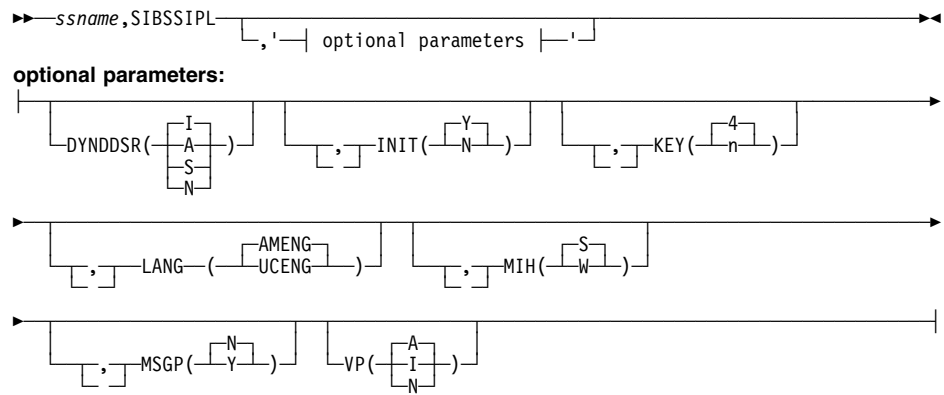 ssname,SIBSSIPL
,' optional parameters '
optional parameters:
I
Y
4
DYNDDSR( A ) , INIT( N ) , KEY( n )
S
N
AMENG
S
, LANG ( UCENG ) , MIH( W )
N
A
, MSGP( Y ) VP( I )
N